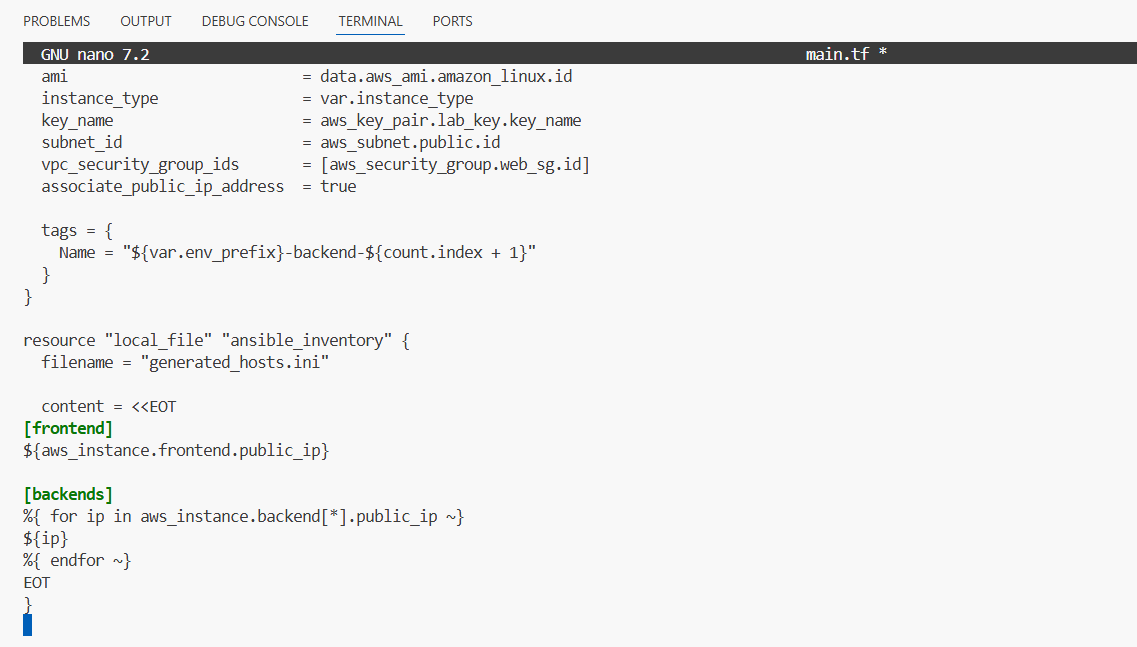 PROBLEMS OUTPUT DEBUG CONSOLE TERMINAL PORTS
GNU nano 7.2 main.tf *
  ami                          = data.aws_ami.amazon_linux.id
  instance_type                = var.instance_type
  key_name                     = aws_key_pair.lab_key.key_name
  subnet_id                    = aws_subnet.public.id
  vpc_security_group_ids       = [aws_security_group.web_sg.id]
  associate_public_ip_address  = true

  tags = {
    Name = "${var.env_prefix}-backend-${count.index + 1}"
  }
}

resource "local_file" "ansible_inventory" {
  filename = "generated_hosts.ini"

  content = <<EOT
[frontend]
${aws_instance.frontend.public_ip}

[backends]
%{ for ip in aws_instance.backend[*].public_ip ~}
${ip}
%{ endfor ~}
EOT
}